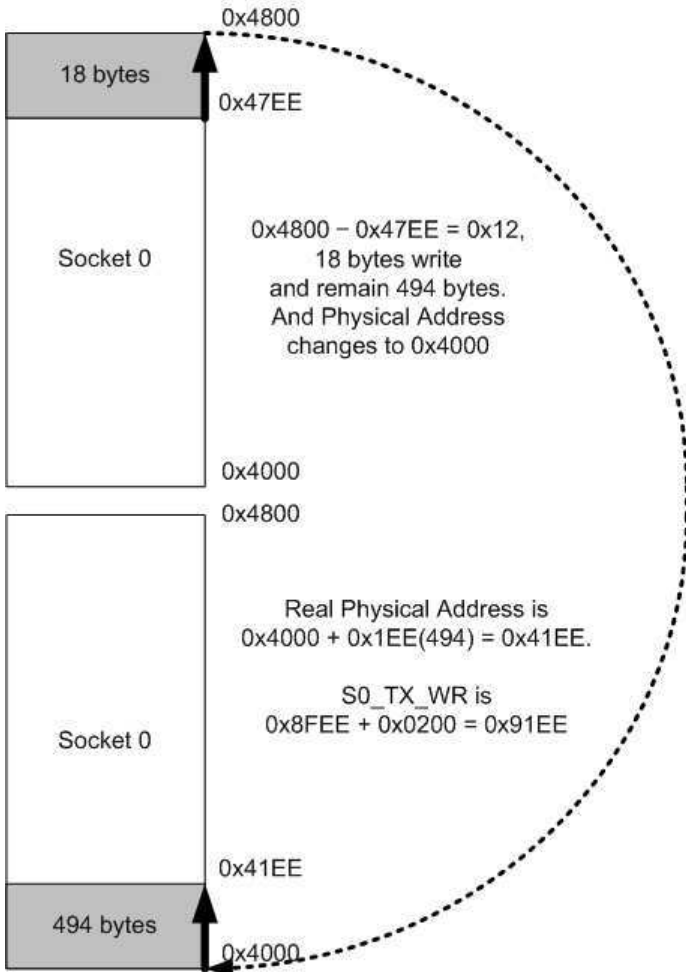 0x4800
18 bytes
0x47EE
0x4800 − 0x47EE = 0x12,
18 bytes write
and remain 494 bytes.
And Physical Address
changes to 0x4000
Socket 0
0x4000
0x4800
Real Physical Address is
0x4000 + 0x1EE(494) = 0x41EE.
S0_TX_WR is
0x8FEE + 0x0200 = 0x91EE
Socket 0
0x41EE
494 bytes
0x4000